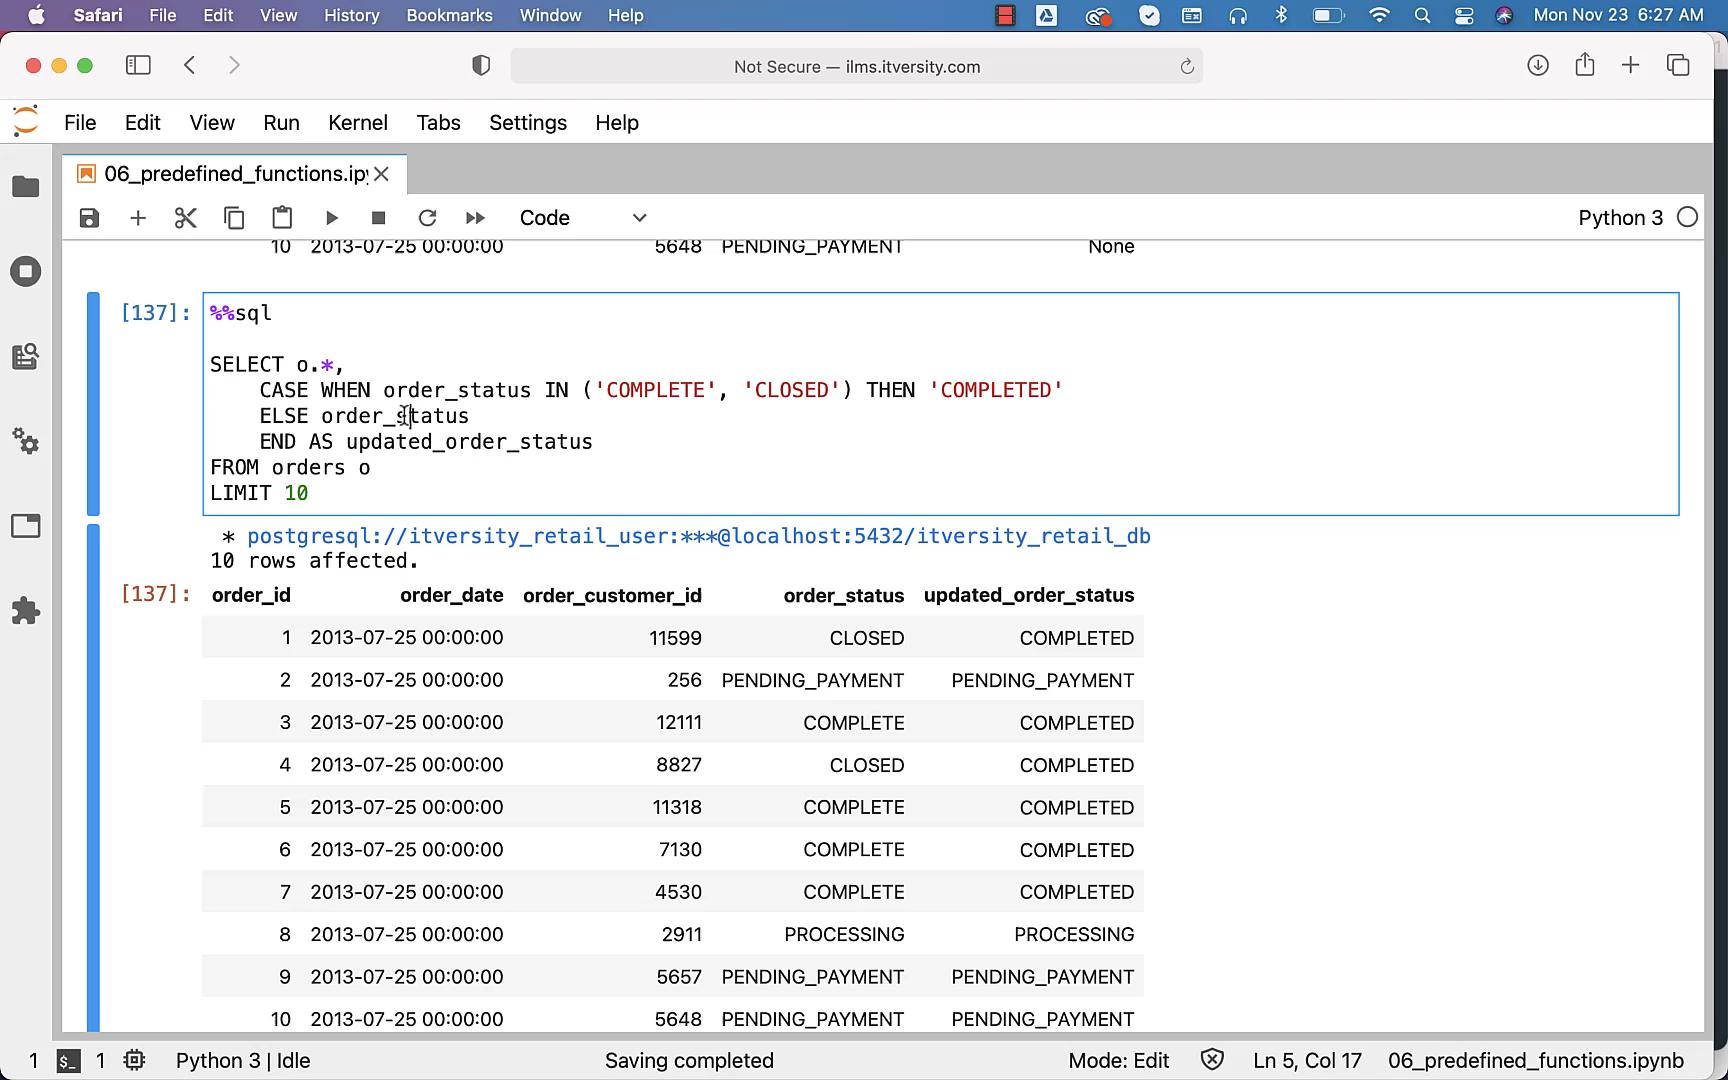 Safari File Edit View History Bookmarks Window Help Mon Nov 23 6:27 AM
Not Secure — ilms.itversity.com
File Edit View Run Kernel Tabs Settings Help
06_predefined_functions.ip
Code Python 3
10 2013-07-25 00:00:00 5648 PENDING_PAYMENT None
[137]: %%sql
SELECT o.*,
CASE WHEN order_status IN ('COMPLETE', 'CLOSED') THEN 'COMPLETED'
ELSE order_status
END AS updated_order_status
FROM orders o
LIMIT 10
* postgresql://itversity_retail_user:***@localhost:5432/itversity_retail_db
10 rows affected.
[137]: order_id order_date order_customer_id order_status updated_order_status
1 2013-07-25 00:00:00 11599 CLOSED COMPLETED
2 2013-07-25 00:00:00 256 PENDING_PAYMENT PENDING_PAYMENT
3 2013-07-25 00:00:00 12111 COMPLETE COMPLETED
4 2013-07-25 00:00:00 8827 CLOSED COMPLETED
5 2013-07-25 00:00:00 11318 COMPLETE COMPLETED
6 2013-07-25 00:00:00 7130 COMPLETE COMPLETED
7 2013-07-25 00:00:00 4530 COMPLETE COMPLETED
8 2013-07-25 00:00:00 2911 PROCESSING PROCESSING
9 2013-07-25 00:00:00 5657 PENDING_PAYMENT PENDING_PAYMENT
10 2013-07-25 00:00:00 5648 PENDING_PAYMENT PENDING_PAYMENT
1 $_ 1 Python 3 | Idle Saving completed Mode: Edit Ln 5, Col 17 06_predefined_functions.ipynb